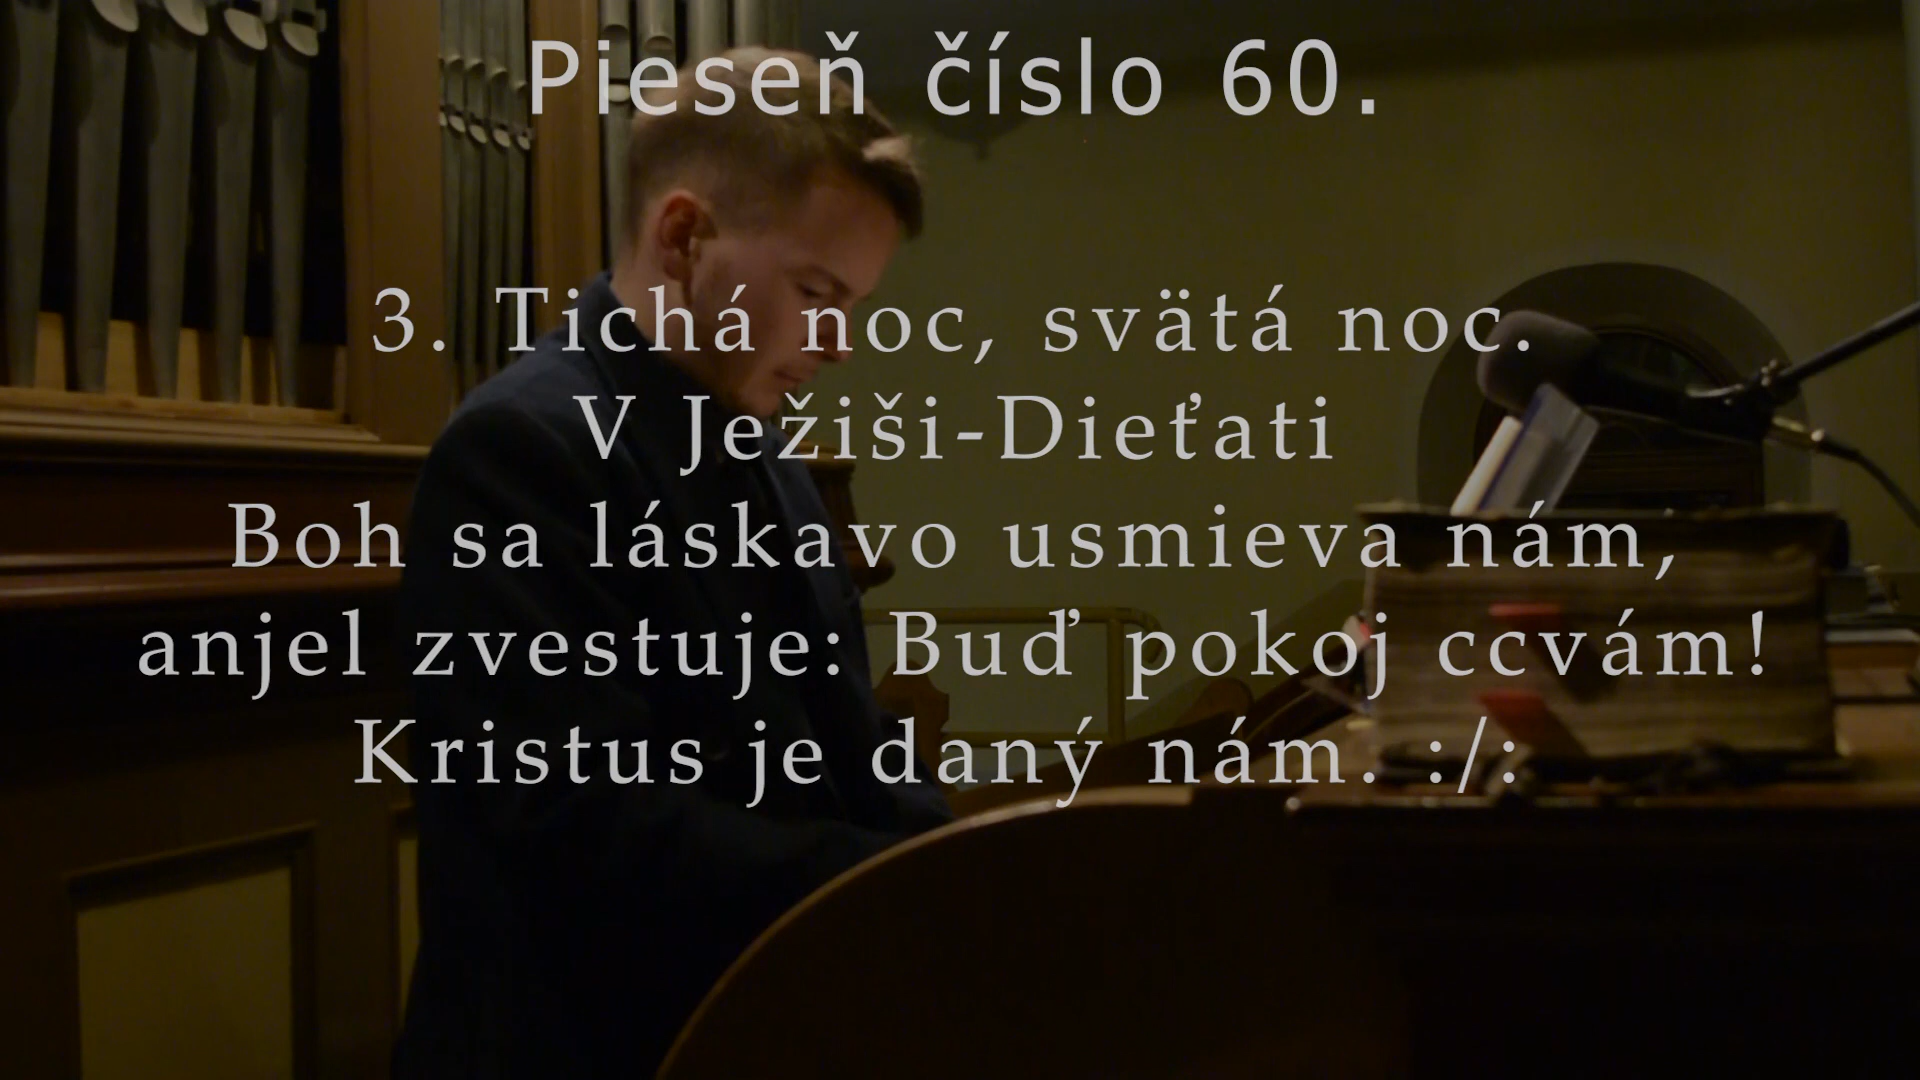 Pieseň číslo 60.
3. Tichá noc, svätá noc.
V Ježiši-Dieťati
Boh sa láskavo usmieva nám,
anjel zvestuje: Buď pokoj ccvám!
Kristus je daný nám. :/: